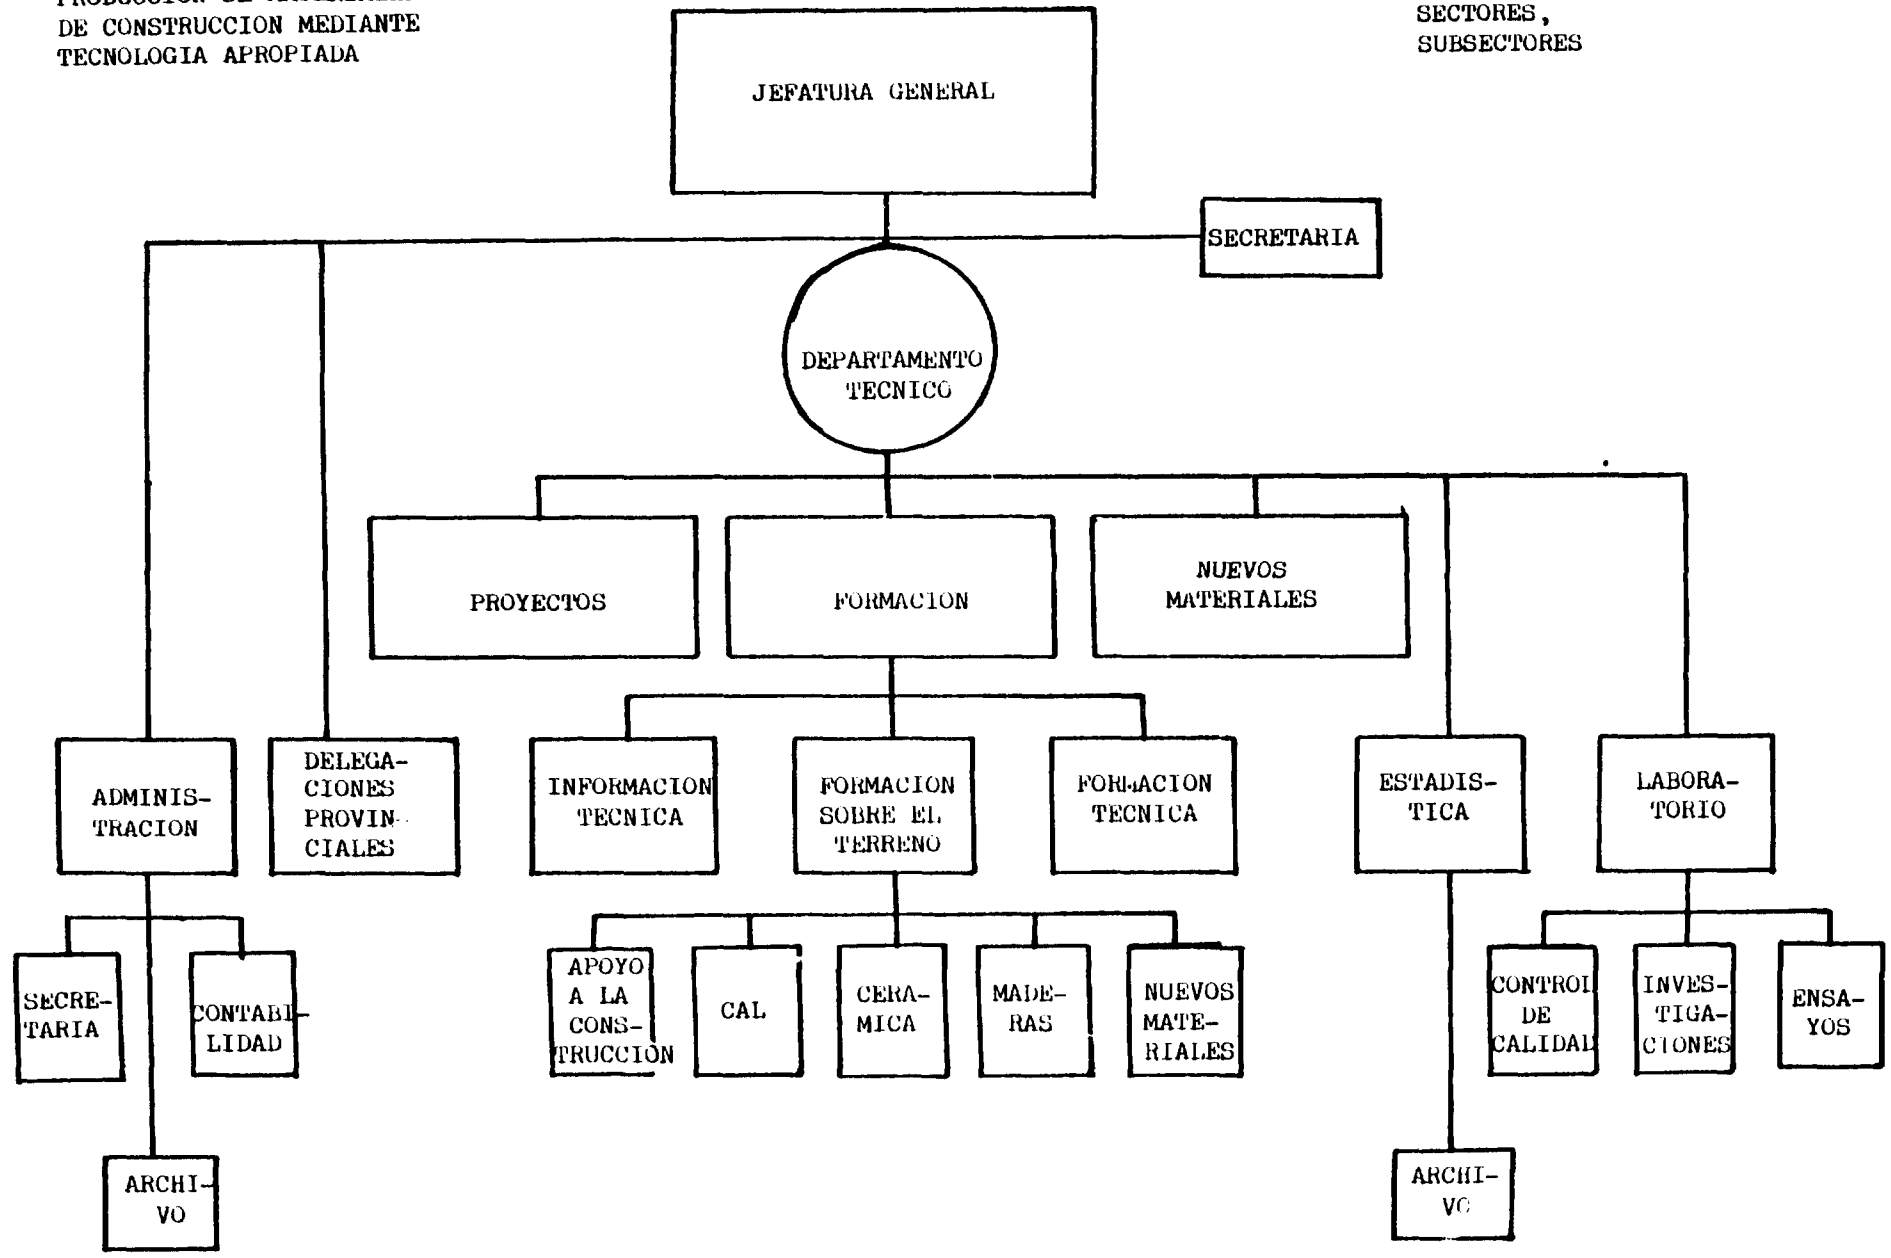 DE CONSTRUCCION MEDIANTE
TECNOLOGIA APROPIADA
SECTORES,
SUBSECTORES
JEFATURA GENERAL
SECRETARIA
DEPARTAMENTO
TECNICO
PROYECTOS
FORMACION
NUEVOS
MATERIALES
ADMINIS-
TRACION
DELEGA-
CIONES
PROVIN-
CIALES
INFORMACION
TECNICA
FORMACION
SOBRE EL
TERRENO
FORMACION
TECNICA
ESTADIS-
TICA
LABORA-
TORIO
SECRE-
TARIA
CONTABI-
LIDAD
APOYO
A LA
CONS-
TRUCCIÓN
CAL
CERA-
MICA
MADE-
RAS
NUEVOS
MATE-
RIALES
CONTROL
DE
CALIDAD
INVES-
TIGA-
CIONES
ENSA-
YOS
ARCHI-
VO
ARCHI-
VO